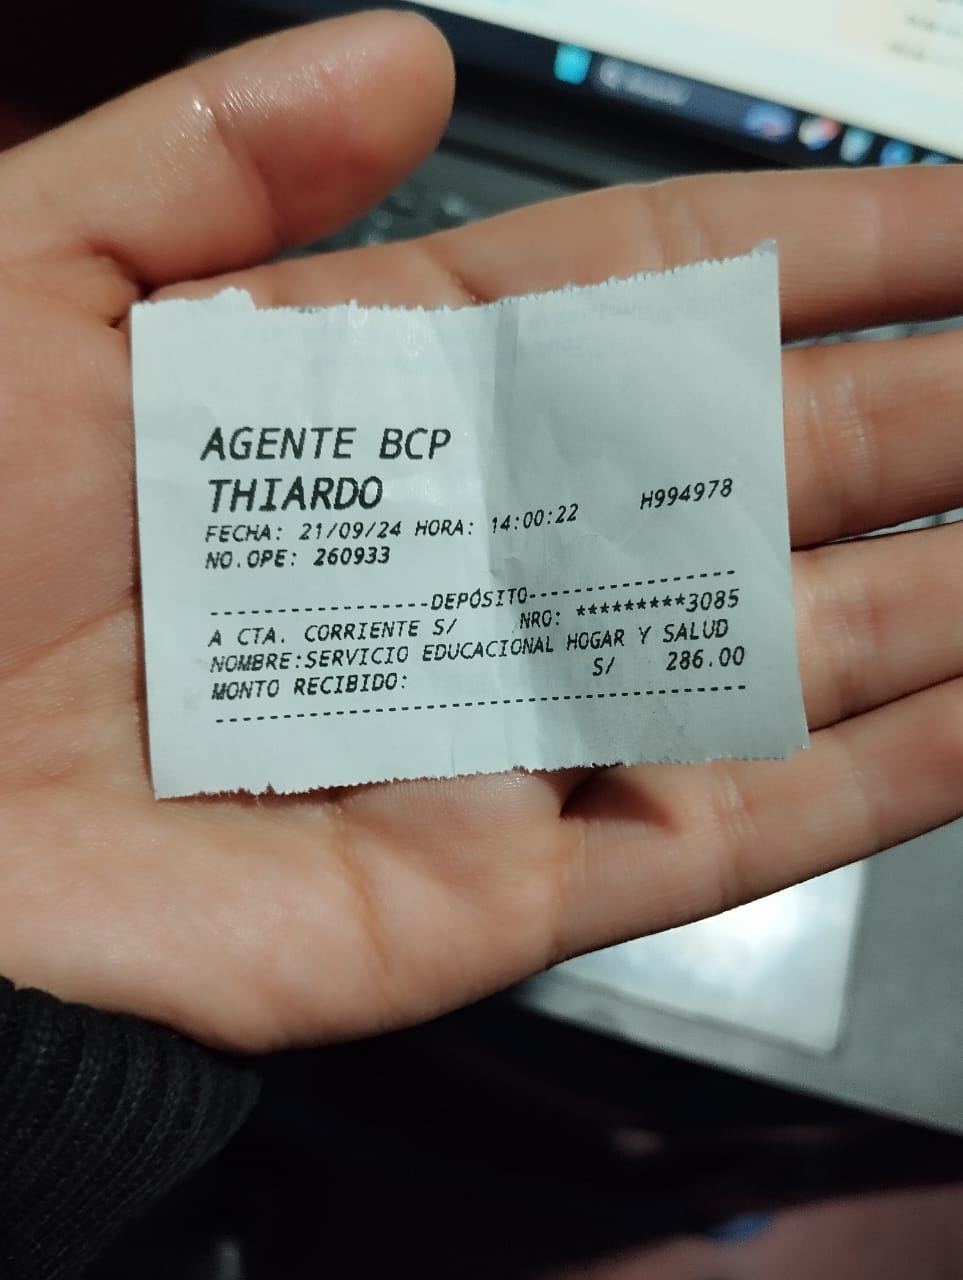 AGENTE BCP
THIARDO
FECHA: 21/09/24 HORA: 14:00:22 H994978
NO.OPE: 260933
-----------------DEPÓSITO----------------
A CTA. CORRIENTE S/ NRO: *********3085
NOMBRE:SERVICIO EDUCACIONAL HOGAR Y SALUD
MONTO RECIBIDO: S/ 286.00
-----------------------------------------